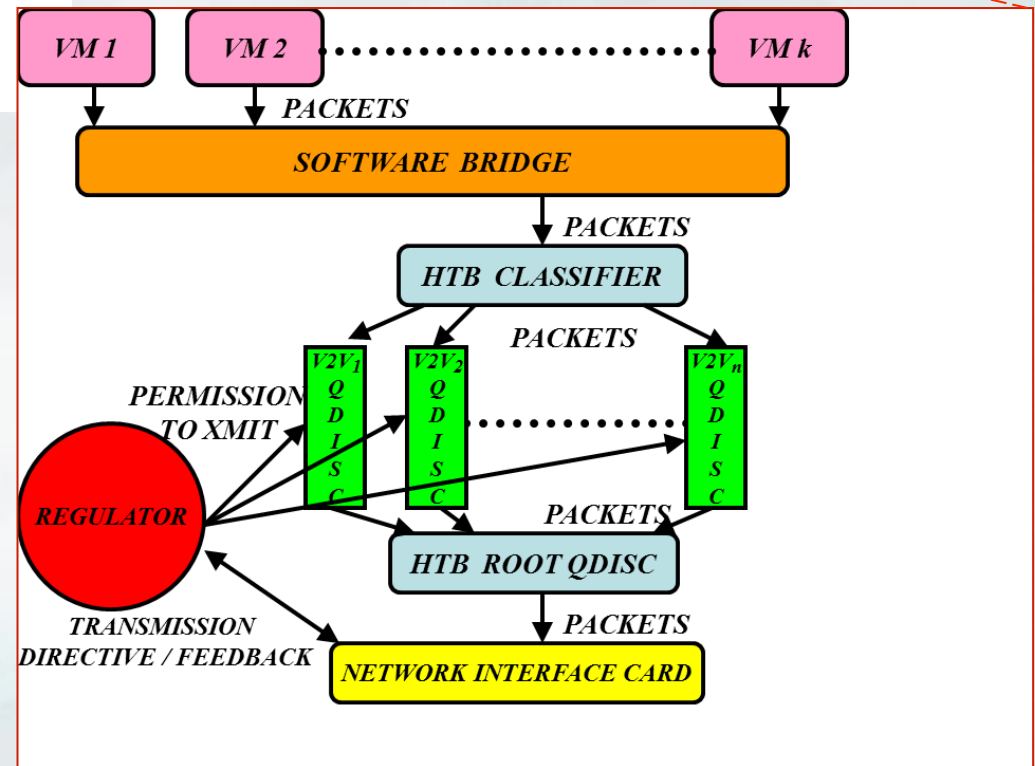 VM 1
VM 2
VM k
PACKETS
SOFTWARE BRIDGE
PACKETS
HTB CLASSIFIER
PACKETS
V2V1
Q
D
I
S
C
V2V2
Q
D
I
S
C
V2Vn
Q
D
I
S
C
PERMISSION
TO XMIT
REGULATOR
PACKETS
HTB ROOT QDISC
TRANSMISSION
DIRECTIVE / FEEDBACK
PACKETS
NETWORK INTERFACE CARD